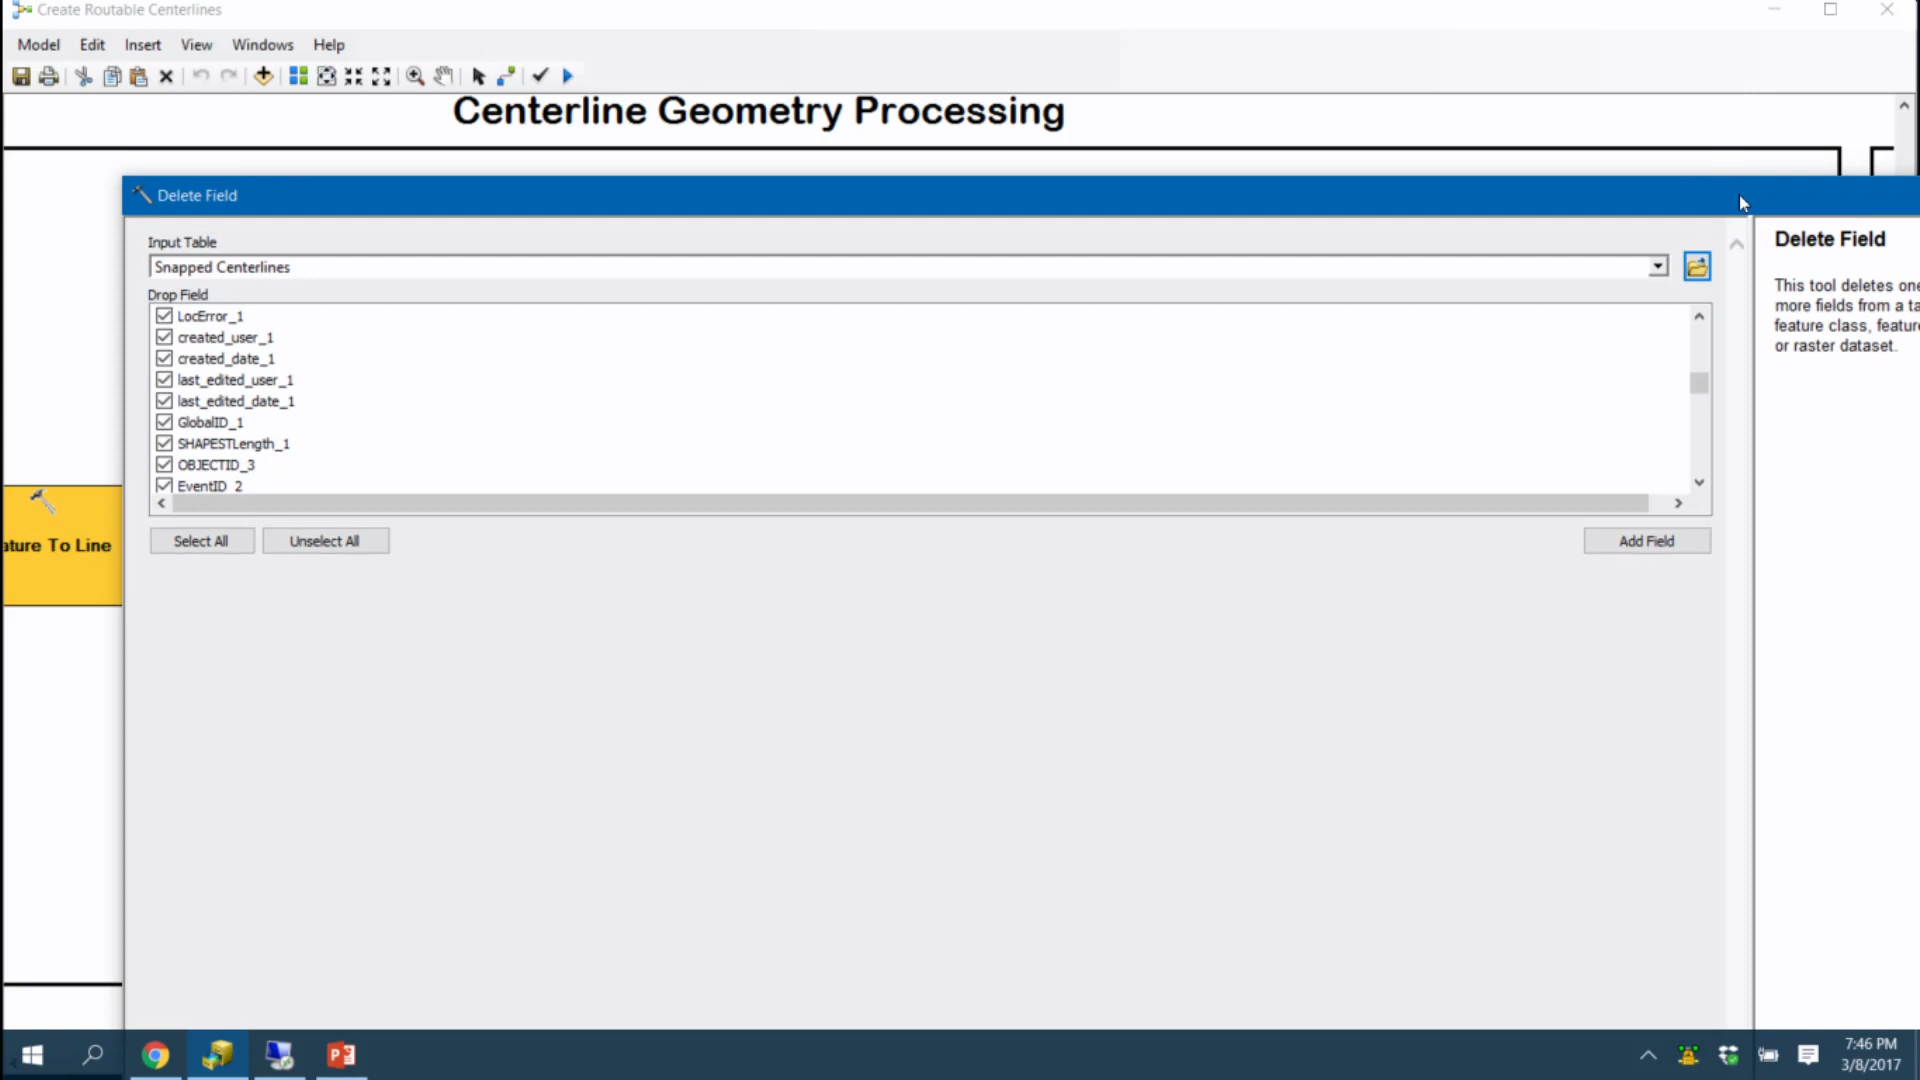 Create Routable Centerlines
Model Edit Insert View Windows Help
Centerline Geometry Processing
Delete Field
Input Table
Snapped Centerlines
Drop Field
LocError_1
created_user_1
created_date_1
last_edited_user_1
last_edited_date_1
GlobalID_1
SHAPESTLength_1
OBJECTID_3
EventID_2
Select All Unselect All Add Field
Delete Field
This tool deletes one
more fields from a ta
feature class, feature
or raster dataset.
ature To Line
7:46 PM
3/8/2017